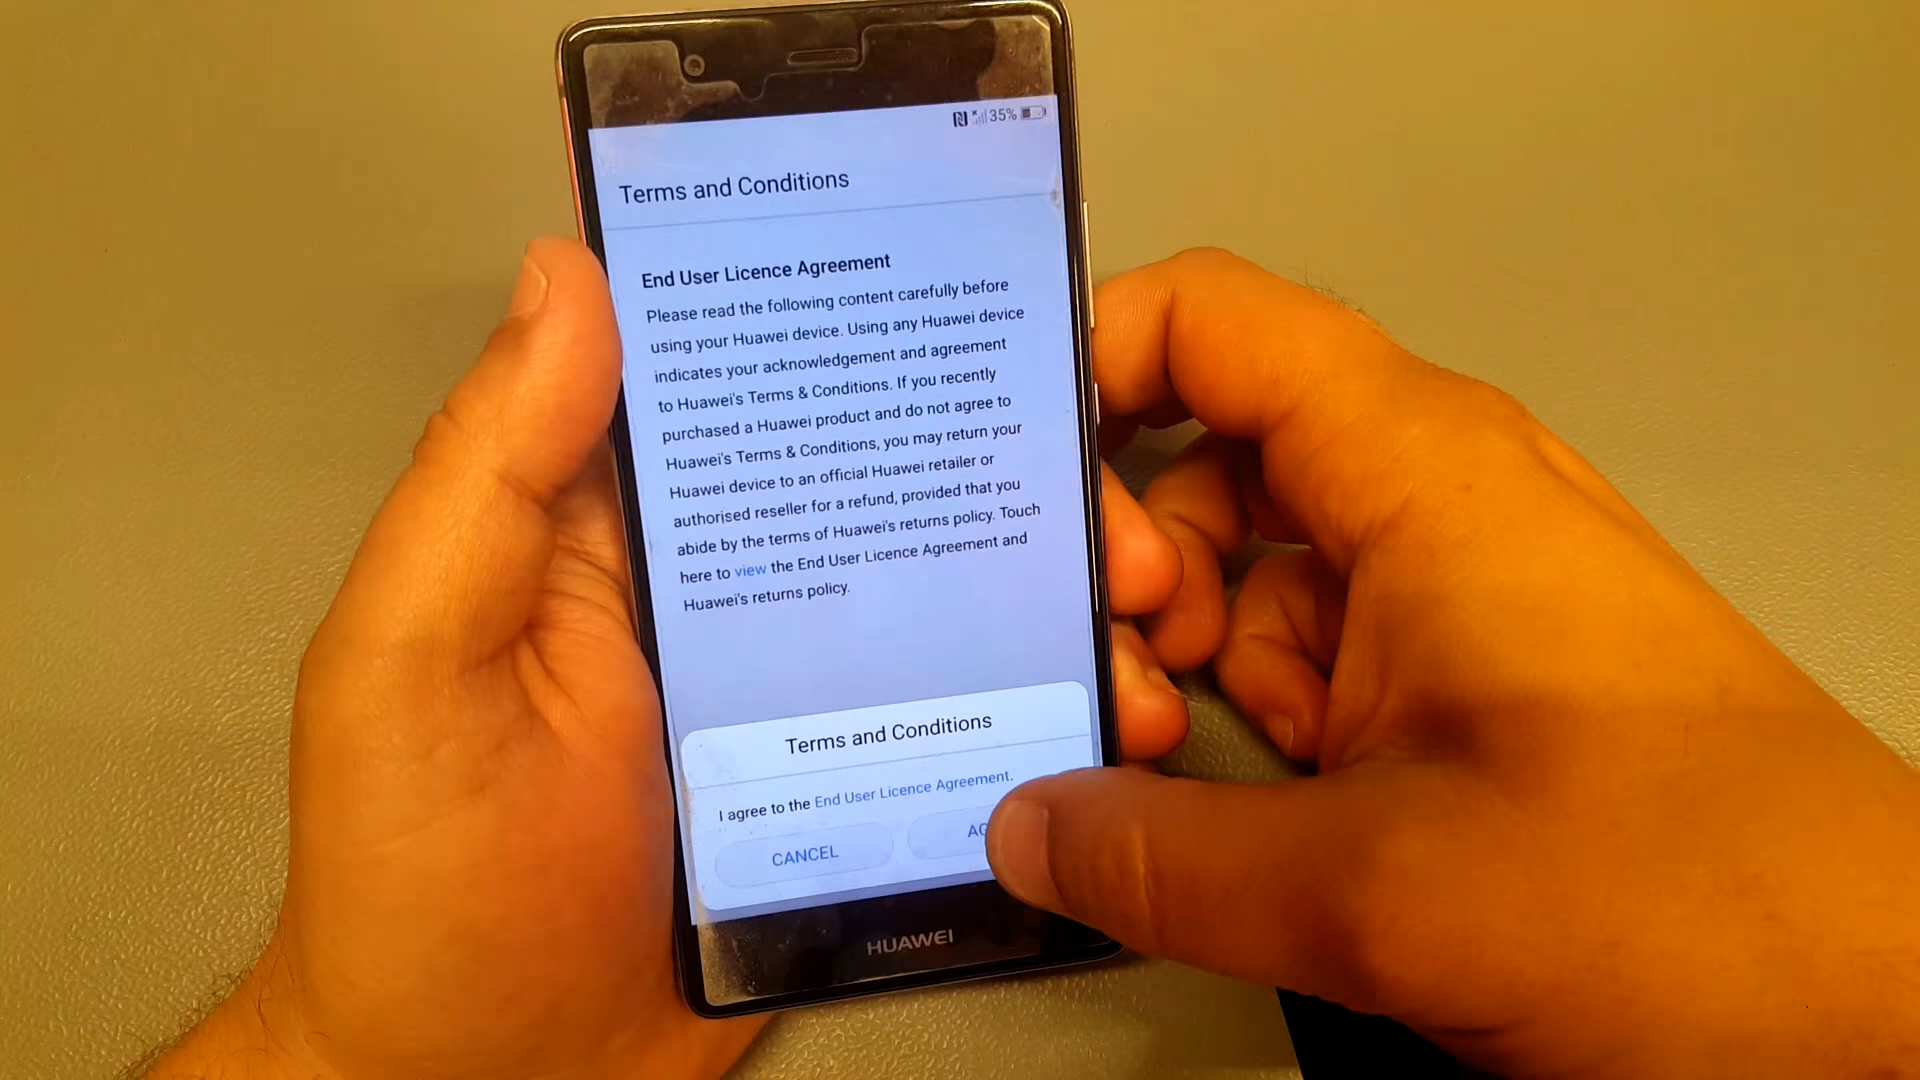 35%
Terms and Conditions
End User Licence Agreement
Please read the following content carefully before
using your Huawei device. Using any Huawei device
indicates your acknowledgement and agreement
to Huawei's Terms & Conditions. If you recently
purchased a Huawei product and do not agree to
Huawei's Terms & Conditions, you may return your
Huawei device to an official Huawei retailer or
authorised reseller for a refund, provided that you
abide by the terms of Huawei's returns policy. Touch
here to view the End User Licence Agreement and
Huawei's returns policy.
Terms and Conditions
I agree to the End User Licence Agreement.
CANCEL
HUAWEI